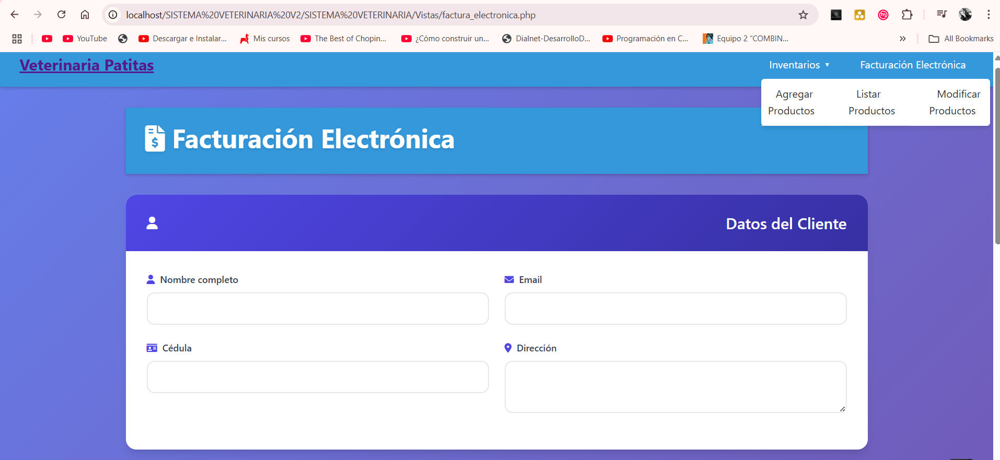 localhost/SISTEMA%20VETERINARIA%20V2/SISTEMA%20VETERINARIA/Vistas/factura_electronica.php
YouTube
Descargar e Instalar...
Mis cursos
The Best of Chopin...
¿Cómo construir un...
Dialnet-DesarrolloD...
Programación en C...
Equipo 2 “COMBIN...
All Bookmarks
Veterinaria Patitas
Inventarios ▼
Facturación Electrónica
Agregar Productos
Listar Productos
Modificar Productos
Facturación Electrónica
Datos del Cliente
Nombre completo
Email
Cédula
Dirección